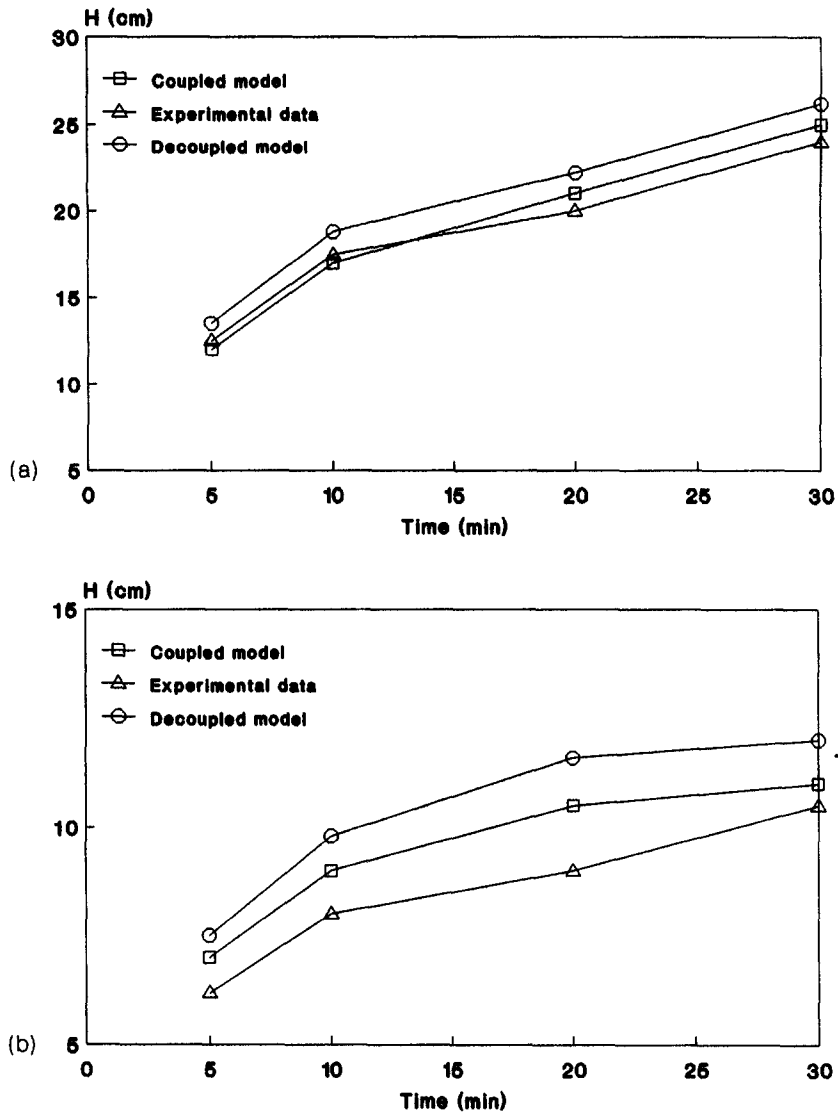 H (cm)
30
Coupled model
Experimental data
25
Decoupled model
20
15
10
(a)
5
0 5 10 15 20 25 30
Time (min)
H (cm)
15
Coupled model
Experimental data
Decoupled model
10
(b)
5
0 5 10 15 20 25 30
Time (min)